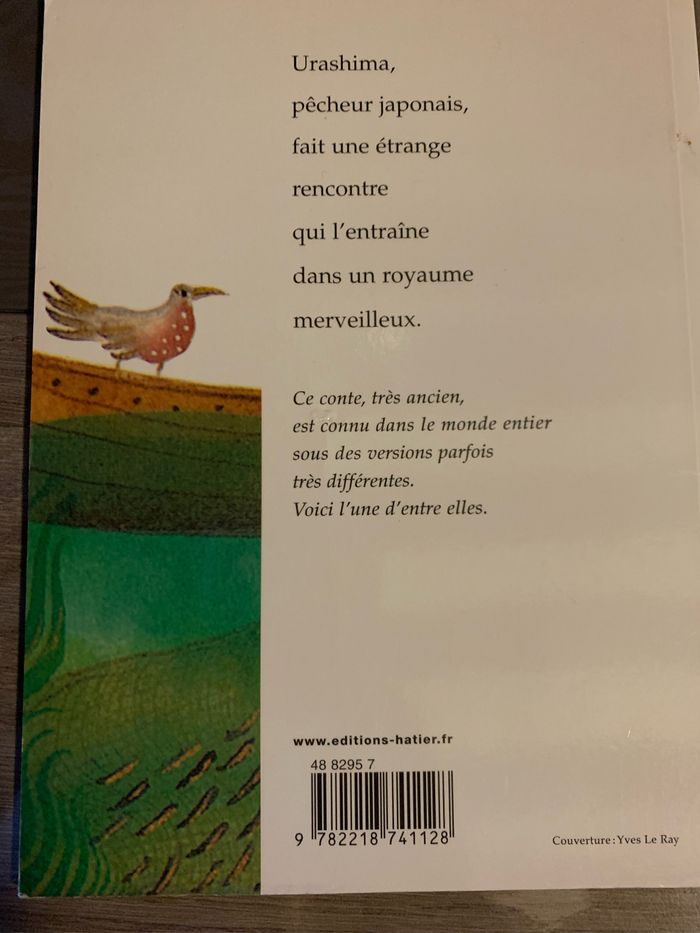 Urashima,
pêcheur japonais,
fait une étrange
rencontre
qui l'entraîne
dans un royaume
merveilleux.
Ce conte, très ancien,
est connu dans le monde entier
sous des versions parfois
très différentes.
Voici l'une d'entre elles.
www.editions-hatier.fr
48 8295 7
9 782218 741128
Couverture : Yves Le Ray